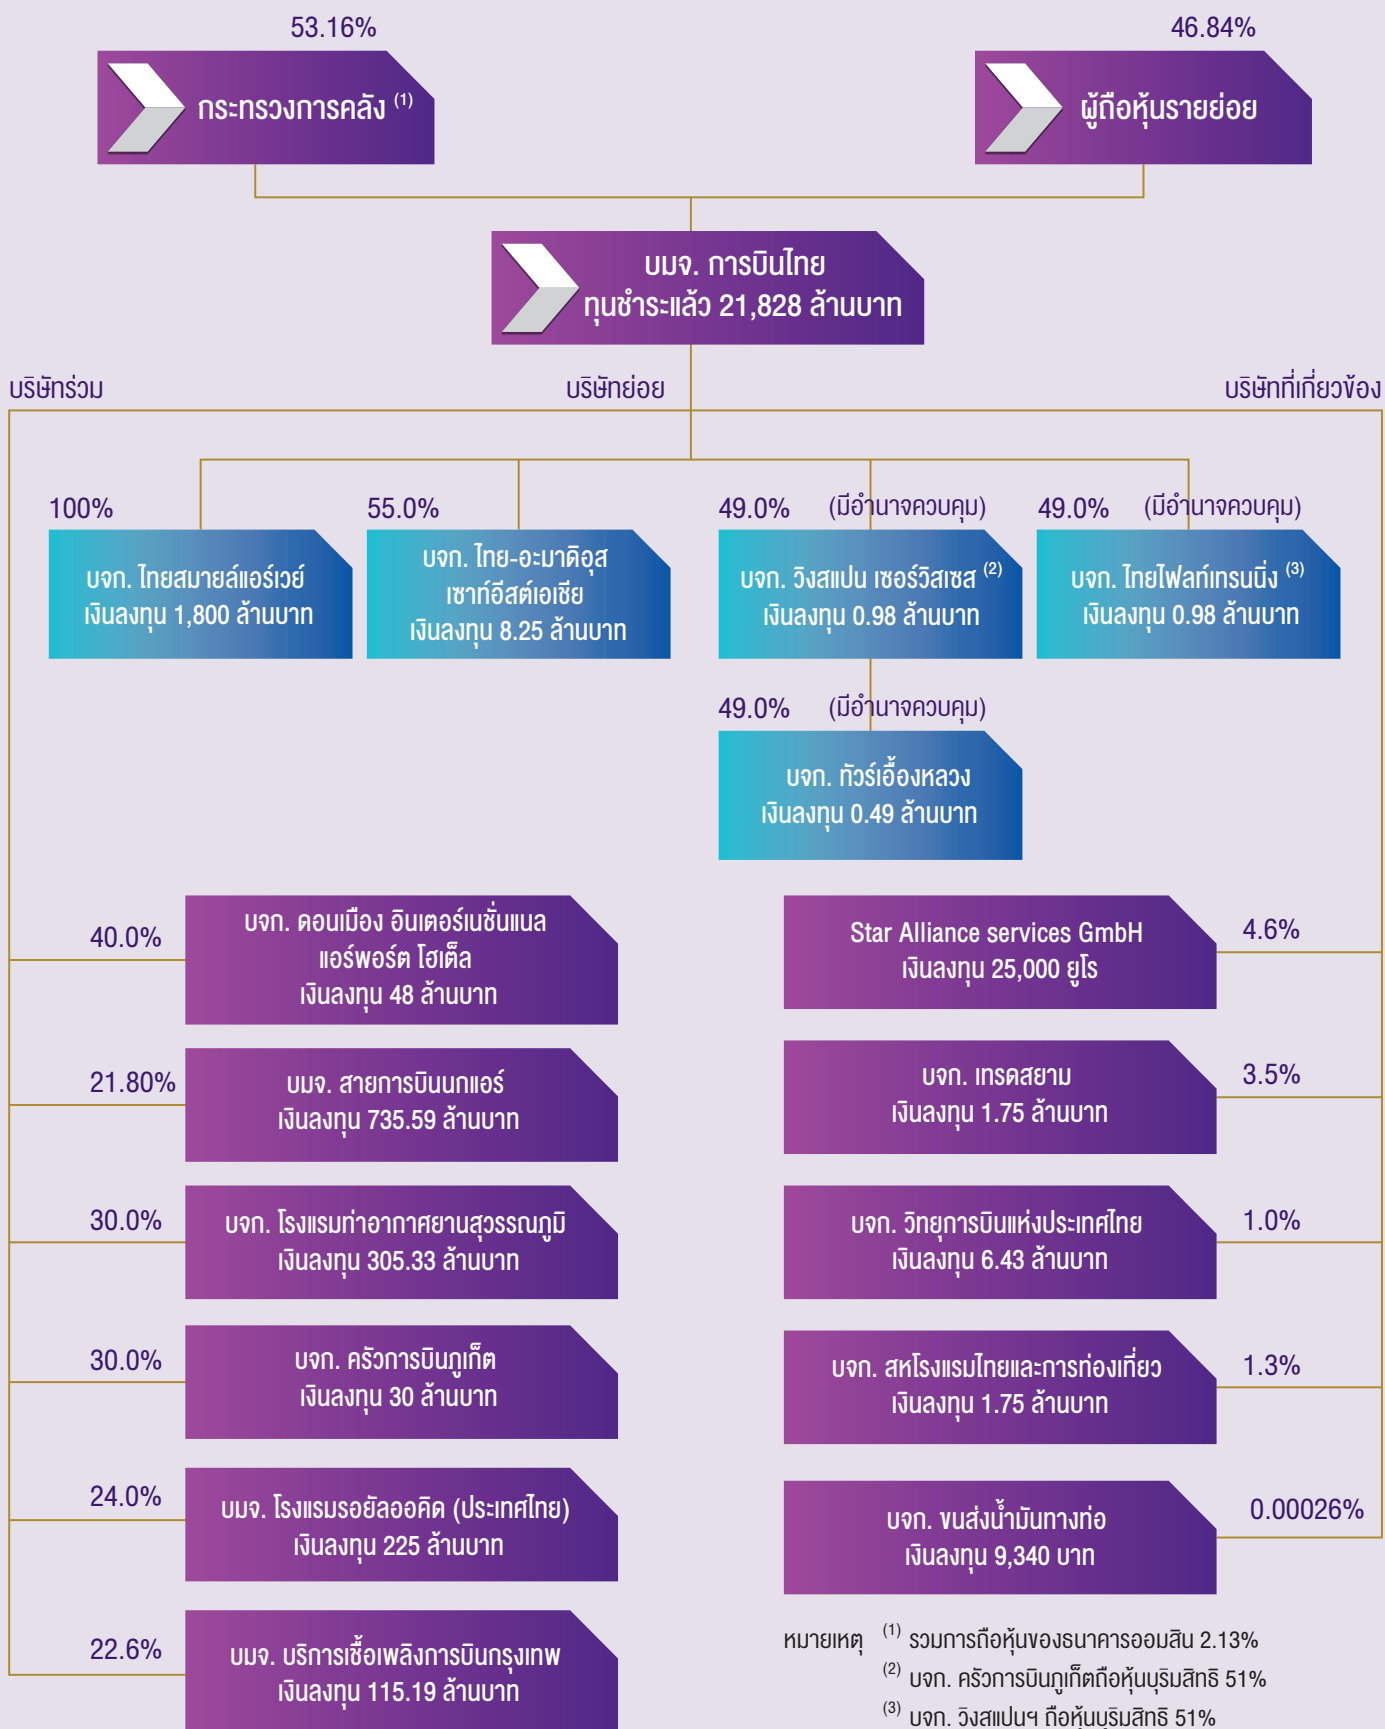 53.16%
46.84%
กระทรวงการคลัง (1)
ผู้ถือหุ้นรายย่อย
บมจ. การบินไทย
ทุนชำระแล้ว 21,828 ล้านบาท
บริษัทร่วม
บริษัทย่อย
บริษัทที่เกี่ยวข้อง
100%
บจก. ไทยสมายล์แอร์เวย์
เงินลงทุน 1,800 ล้านบาท
55.0%
บจก. ไทย-อะมาดิอุส
เซาท์อีสต์เอเชีย
เงินลงทุน 8.25 ล้านบาท
49.0% (มีอำนาจควบคุม)
บจก. วิงสแปน เซอร์วิสเซส (2)
เงินลงทุน 0.98 ล้านบาท
49.0% (มีอำนาจควบคุม)
บจก. ไทยไฟลท์เทรนนิ่ง (3)
เงินลงทุน 0.98 ล้านบาท
49.0% (มีอำนาจควบคุม)
บจก. ทัวร์เอื้องหลวง
เงินลงทุน 0.49 ล้านบาท
40.0%
บจก. ดอนเมือง อินเตอร์เนชั่นแนล
แอร์พอร์ต โฮเต็ล
เงินลงทุน 48 ล้านบาท
21.80%
บมจ. สายการบินนกแอร์
เงินลงทุน 735.59 ล้านบาท
30.0%
บจก. โรงแรมท่าอากาศยานสุวรรณภูมิ
เงินลงทุน 305.33 ล้านบาท
30.0%
บจก. ครัวการบินภูเก็ต
เงินลงทุน 30 ล้านบาท
24.0%
บมจ. โรงแรมรอยัลออคิด (ประเทศไทย)
เงินลงทุน 225 ล้านบาท
22.6%
บมจ. บริการเชื้อเพลิงการบินกรุงเทพ
เงินลงทุน 115.19 ล้านบาท
Star Alliance services GmbH
เงินลงทุน 25,000 ยูโร
4.6%
บจก. เทรดสยาม
เงินลงทุน 1.75 ล้านบาท
3.5%
บจก. วิทยุการบินแห่งประเทศไทย
เงินลงทุน 6.43 ล้านบาท
1.0%
บจก. สหโรงแรมไทยและการท่องเที่ยว
เงินลงทุน 1.75 ล้านบาท
1.3%
บจก. ขนส่งน้ำมันทางท่อ
เงินลงทุน 9,340 บาท
0.00026%
หมายเหตุ (1) รวมการถือหุ้นของธนาคารออมสิน 2.13%
(2) บจก. ครัวการบินภูเก็ตถือหุ้นบุริมสิทธิ 51%
(3) บจก. วิงสแปนฯ ถือหุ้นบุริมสิทธิ 51%